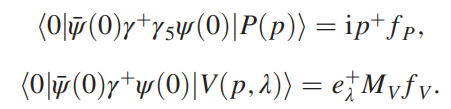 ⟨0|ψ̄(0)γ⁺γ₅ψ(0)|P(p)⟩ = ip⁺f_P,
⟨0|ψ̄(0)γ⁺ψ(0)|V(p, λ)⟩ = e_λ⁺M_V f_V.